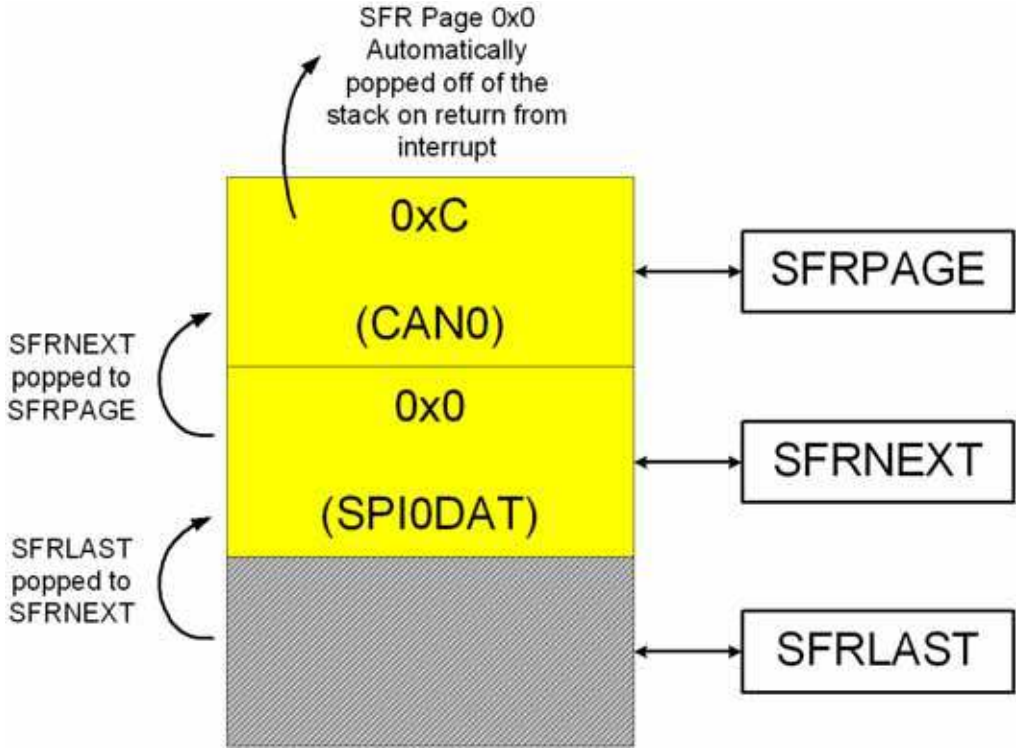 SFR Page 0x0
Automatically
popped off of the
stack on return from
interrupt
0xC
(CAN0)
SFRPAGE
SFRNEXT
popped to
SFRPAGE
0x0
(SPI0DAT)
SFRNEXT
SFRLAST
popped to
SFRNEXT
SFRLAST